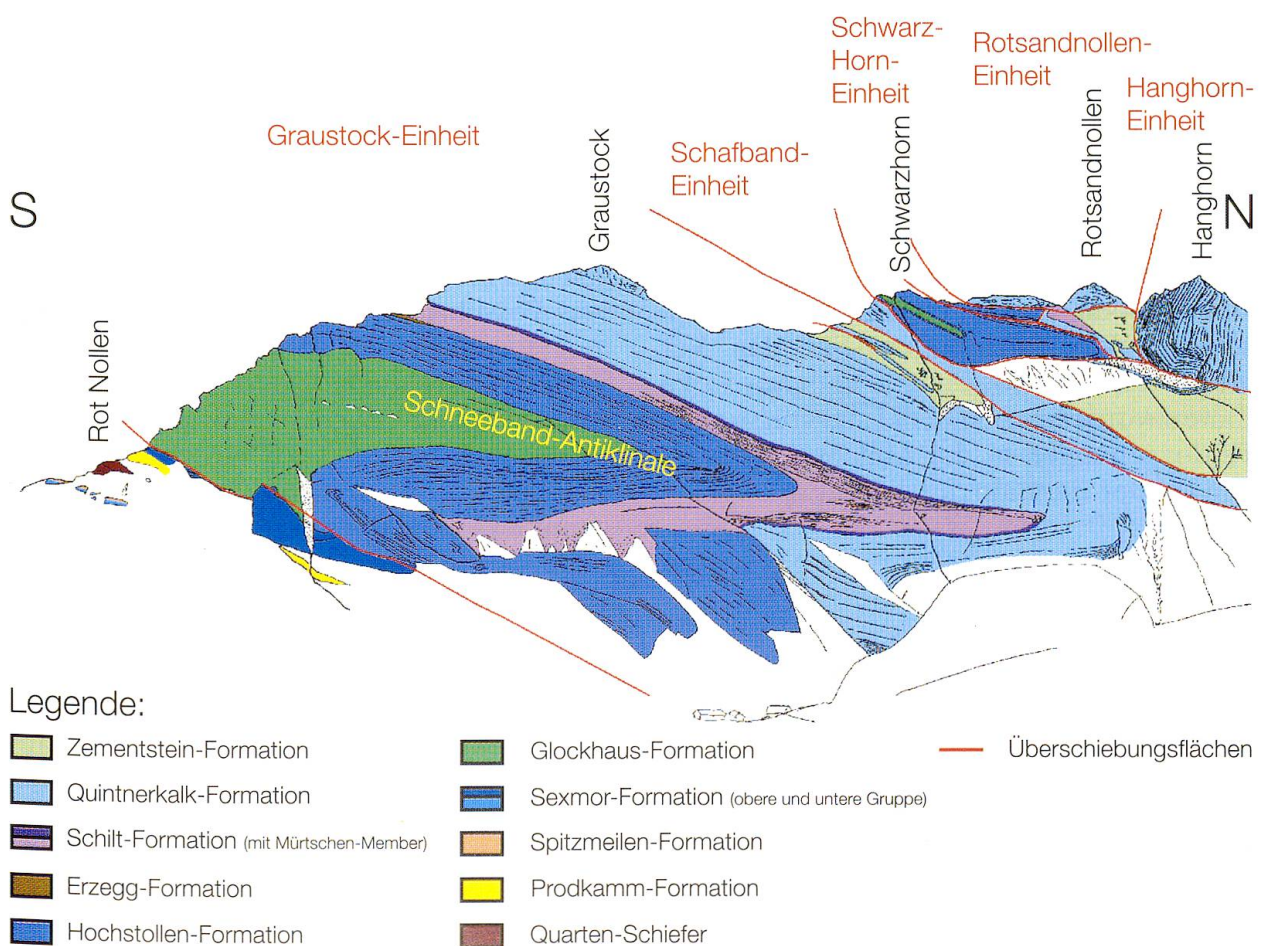 Schwarz-
Horn-
Einheit
Rotsandnollen-
Einheit
Hanghorn-
Einheit
Graustock-Einheit
Schafband-
Einheit
S
N
Rot Nollen
Graustock
Schwarzhorn
Rotsandnollen
Hanghorn
Schneeband-Antiklinale
Legende:
Zementstein-Formation
Quintnerkalk-Formation
Schilt-Formation (mit Mürtschen-Member)
Erzegg-Formation
Hochstollen-Formation
Glockhaus-Formation
Sexmor-Formation (obere und untere Gruppe)
Spitzmeilen-Formation
Prodkamm-Formation
Quarten-Schiefer
Überschiebungsflächen